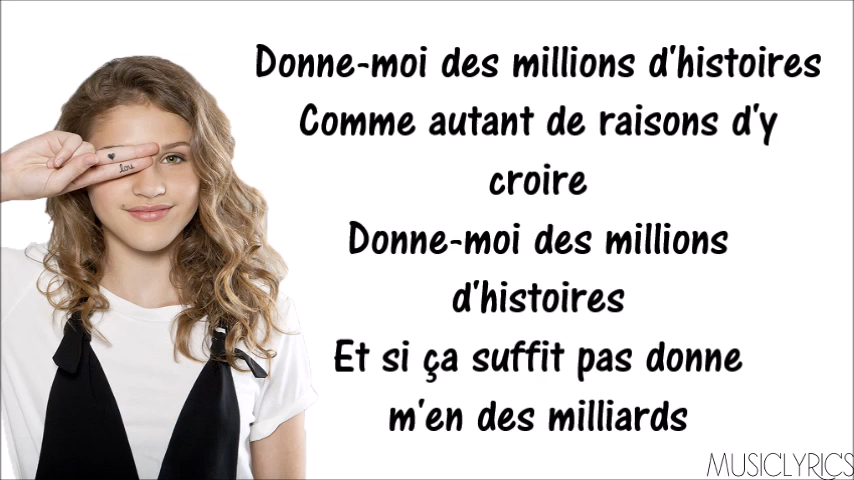 Donne-moi des millions d'histoires
Comme autant de raisons d'y
croire
Donne-moi des millions
d'histoires
Et si ça suffit pas donne
m'en des milliards
lou
MUSICLYRICS